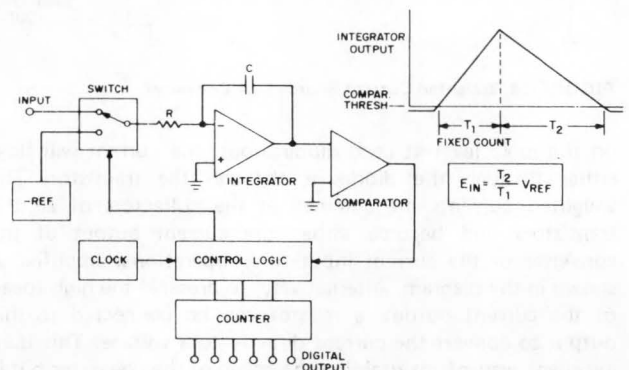 INTEGRATOR
OUTPUT
COMPAR.
THRESH
T1
T2
FIXED COUNT
EIN = T2/T1 VREF
INPUT
SWITCH
R
C
−
+
INTEGRATOR
COMPARATOR
-REF.
CLOCK
CONTROL LOGIC
COUNTER
DIGITAL
OUTPUT